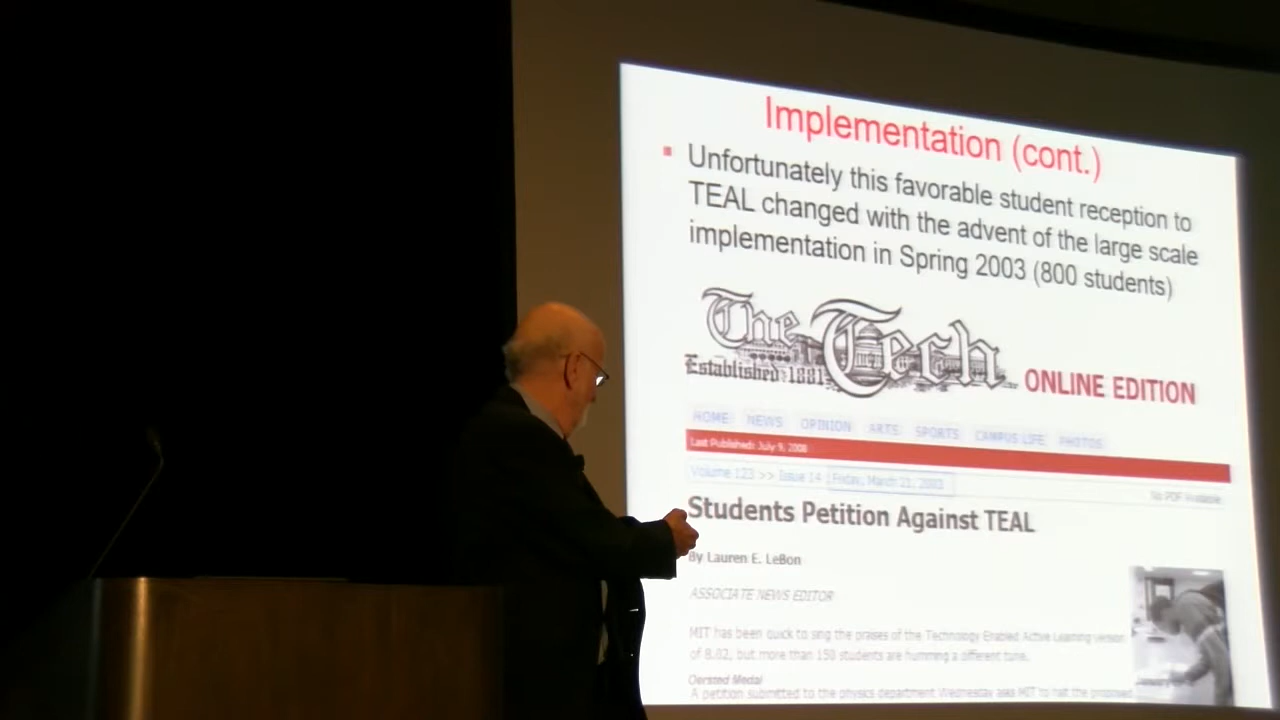 Implementation (cont.)
Unfortunately this favorable student reception to
TEAL changed with the advent of the large scale
implementation in Spring 2003 (800 students)
The Tech
Established 1881
ONLINE EDITION
HOME NEWS OPINION ARTS SPORTS CAMPUS LIFE PHOTOS
Last Published: July 9, 2008
Volume 123 >> Issue 14 | Friday, March 21, 2003
No PDF Available
Students Petition Against TEAL
By Lauren E. LeBon
ASSOCIATE NEWS EDITOR
MIT has been quick to sing the praises of the Technology Enabled Active Learning version
of 8.02, but more than 150 students are humming a different tune.
Oersted Medal
A petition submitted to the physics department Wednesday asks MIT to halt the proposed